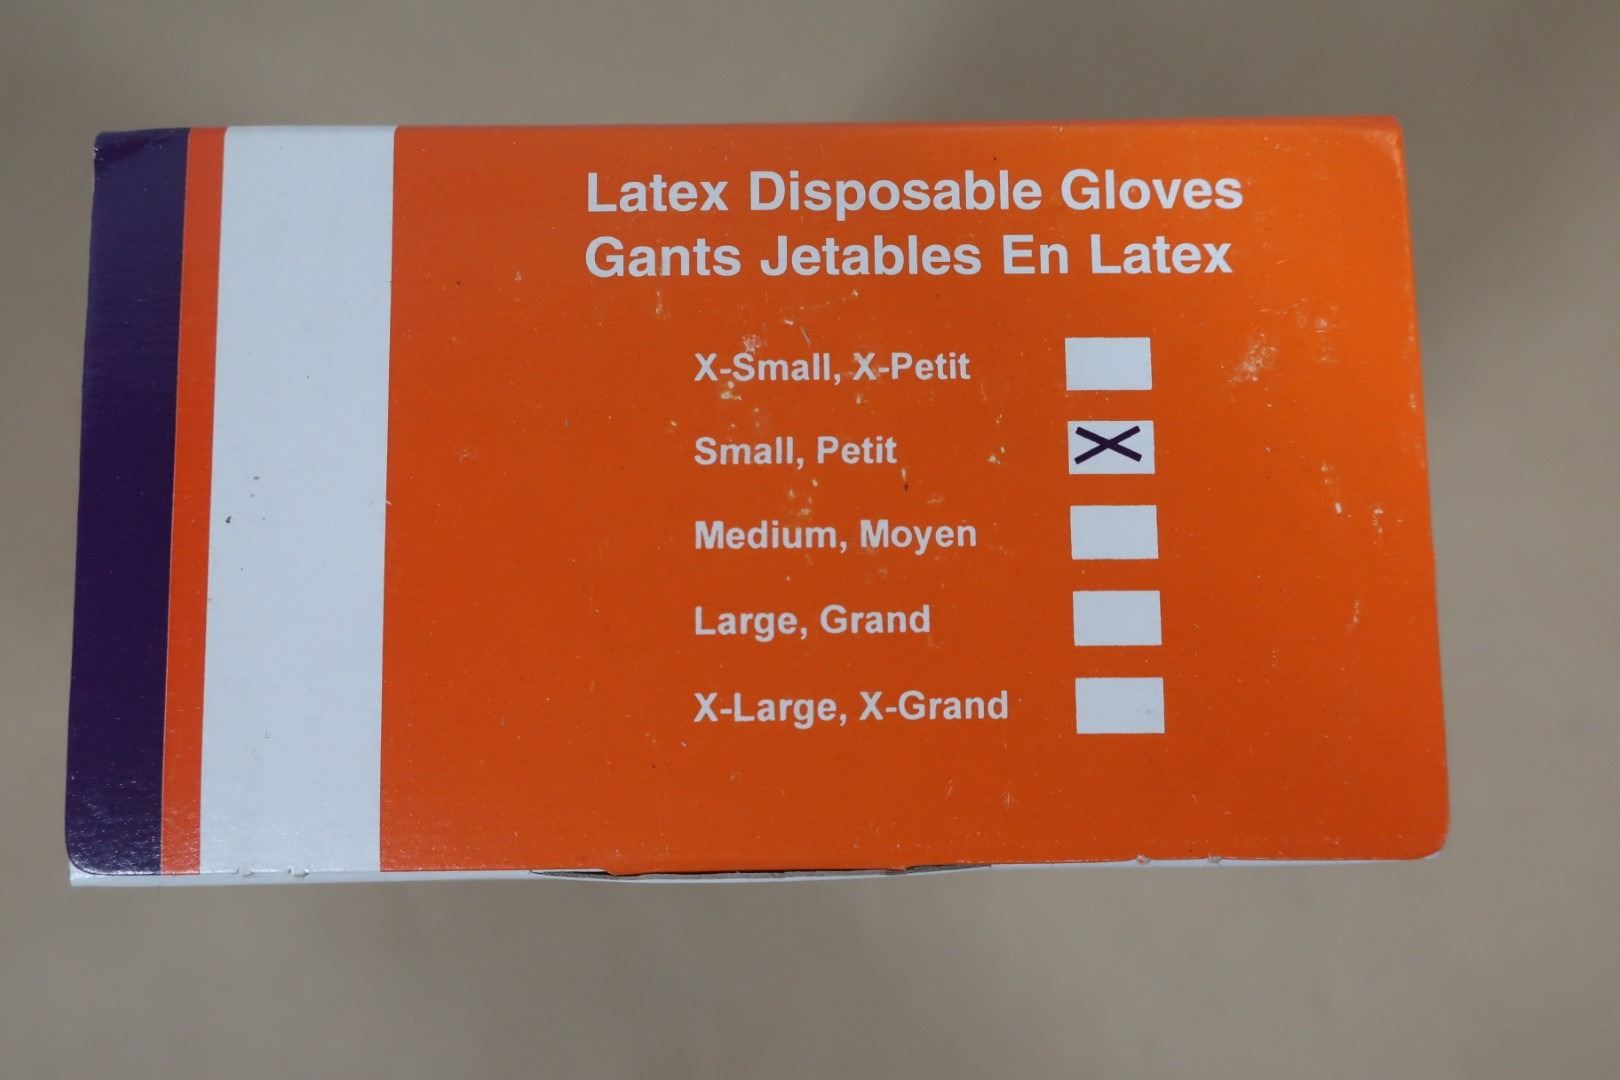 Latex Disposable Gloves
Gants Jetables En Latex
X-Small, X-Petit
Small, Petit
Medium, Moyen
Large, Grand
X-Large, X-Grand